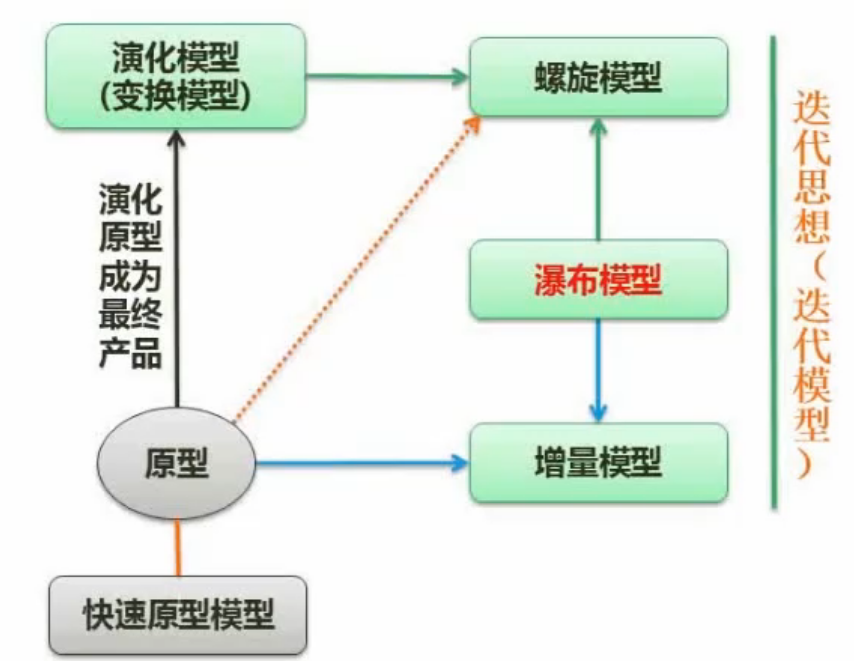 演化模型
(变换模型)
螺旋模型
演化
原型
成为
最终
产品
瀑布模型
原型
增量模型
快速原型模型
迭代思想(迭代模型)